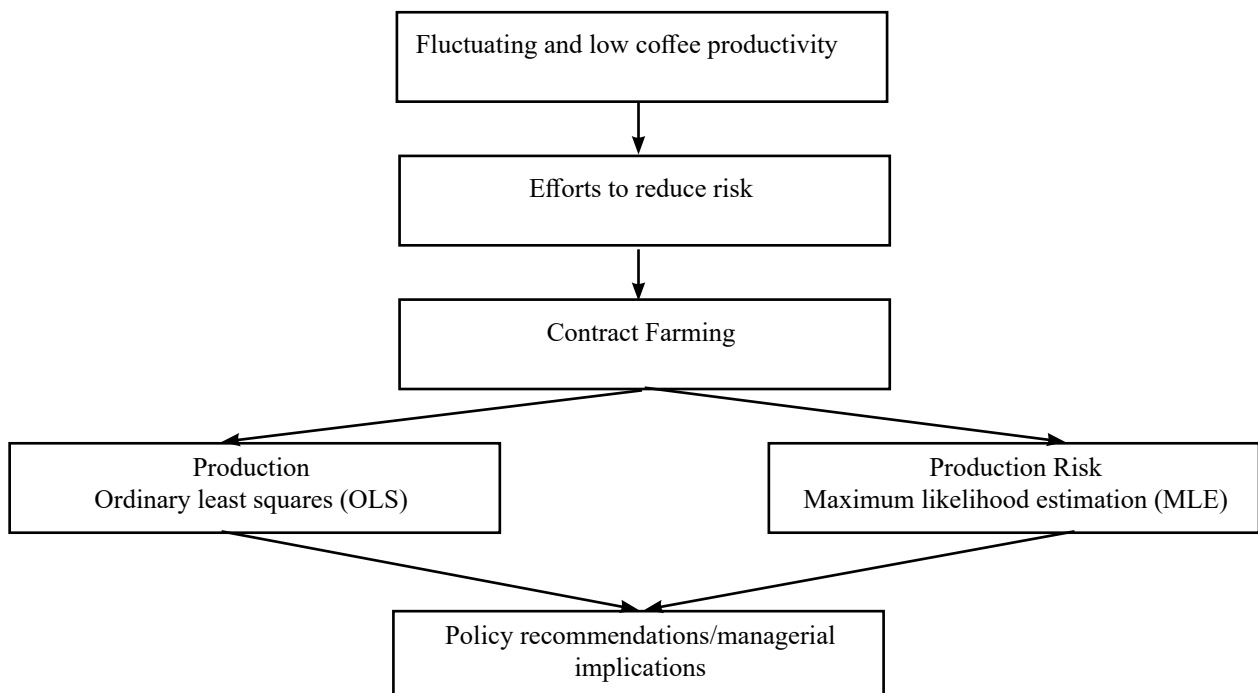 Fluctuating and low coffee productivity
Efforts to reduce risk
Contract Farming
Production
Ordinary least squares (OLS)
Production Risk
Maximum likelihood estimation (MLE)
Policy recommendations/managerial
implications